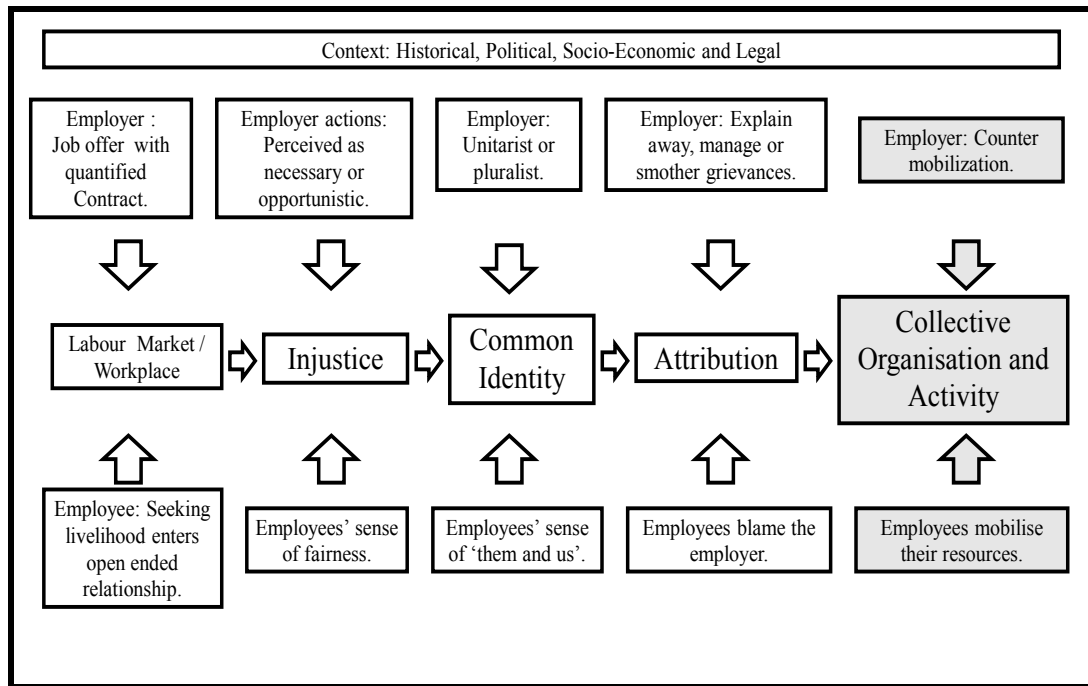 Context: Historical, Political, Socio-Economic and Legal
Employer :
Job offer with
quantified
Contract.
Employer actions:
Perceived as
necessary or
opportunistic.
Employer:
Unitarist or
pluralist.
Employer: Explain
away, manage or
smother grievances.
Employer: Counter
mobilization.
Labour Market /
Workplace
Injustice
Common
Identity
Attribution
Collective
Organisation and
Activity
Employee: Seeking
livelihood enters
open ended
relationship.
Employees’ sense
of fairness.
Employees’ sense
of ‘them and us’.
Employees blame the
employer.
Employees mobilise
their resources.